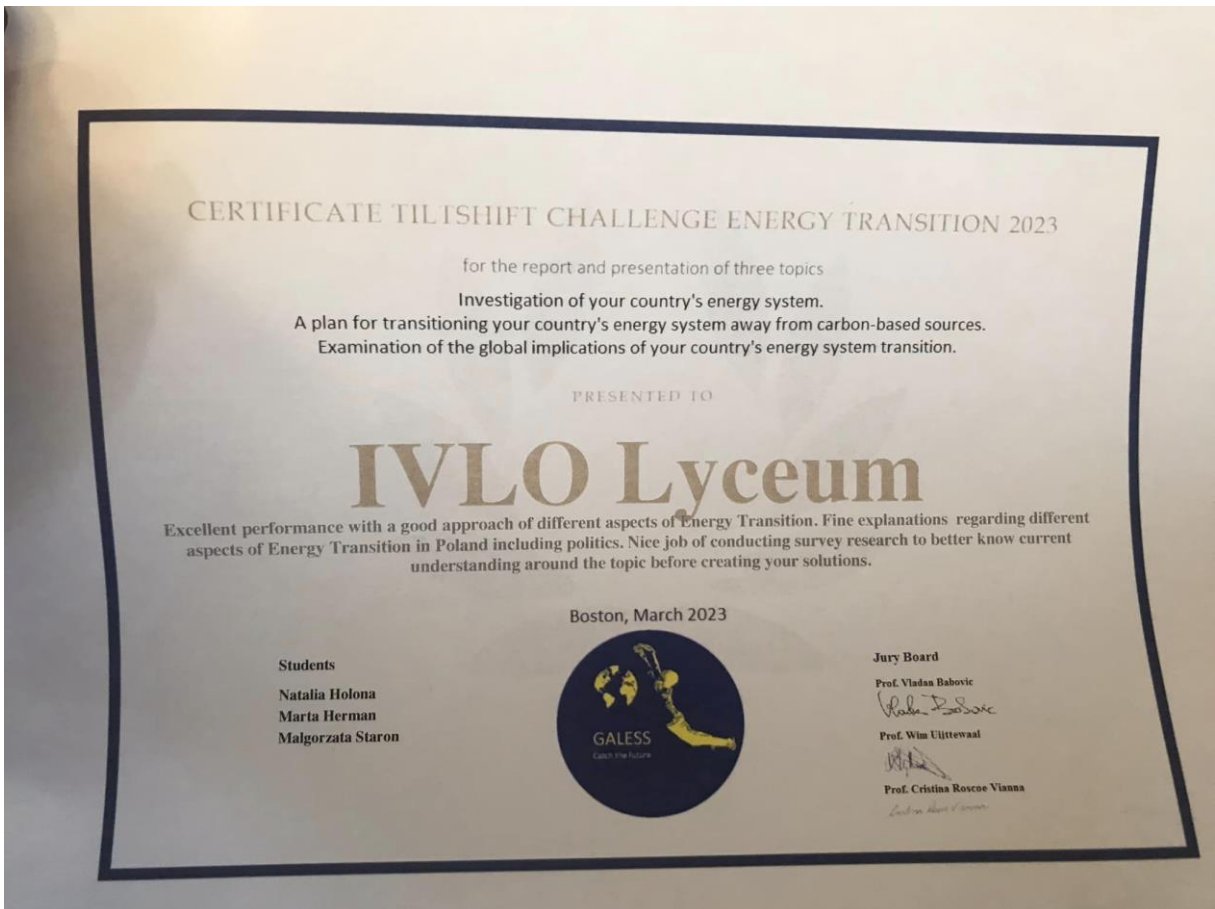 CERTIFICATE TILTSHIFT CHALLENGE ENERGY TRANSITION 2023
for the report and presentation of three topics
Investigation of your country's energy system.
A plan for transitioning your country's energy system away from carbon-based sources.
Examination of the global implications of your country's energy system transition.
PRESENTED TO
IVLO Lyceum
Excellent performance with a good approach of different aspects of Energy Transition. Fine explanations regarding different
aspects of Energy Transition in Poland including politics. Nice job of conducting survey research to better know current
understanding around the topic before creating your solutions.
Boston, March 2023
Students
Natalia Holona
Marta Herman
Malgorzata Staron
GALESS
Catch the future
Jury Board
Prof. Vladan Babovic
Prof. Wim Uijttewaal
Prof. Cristina Roscoe Vianna